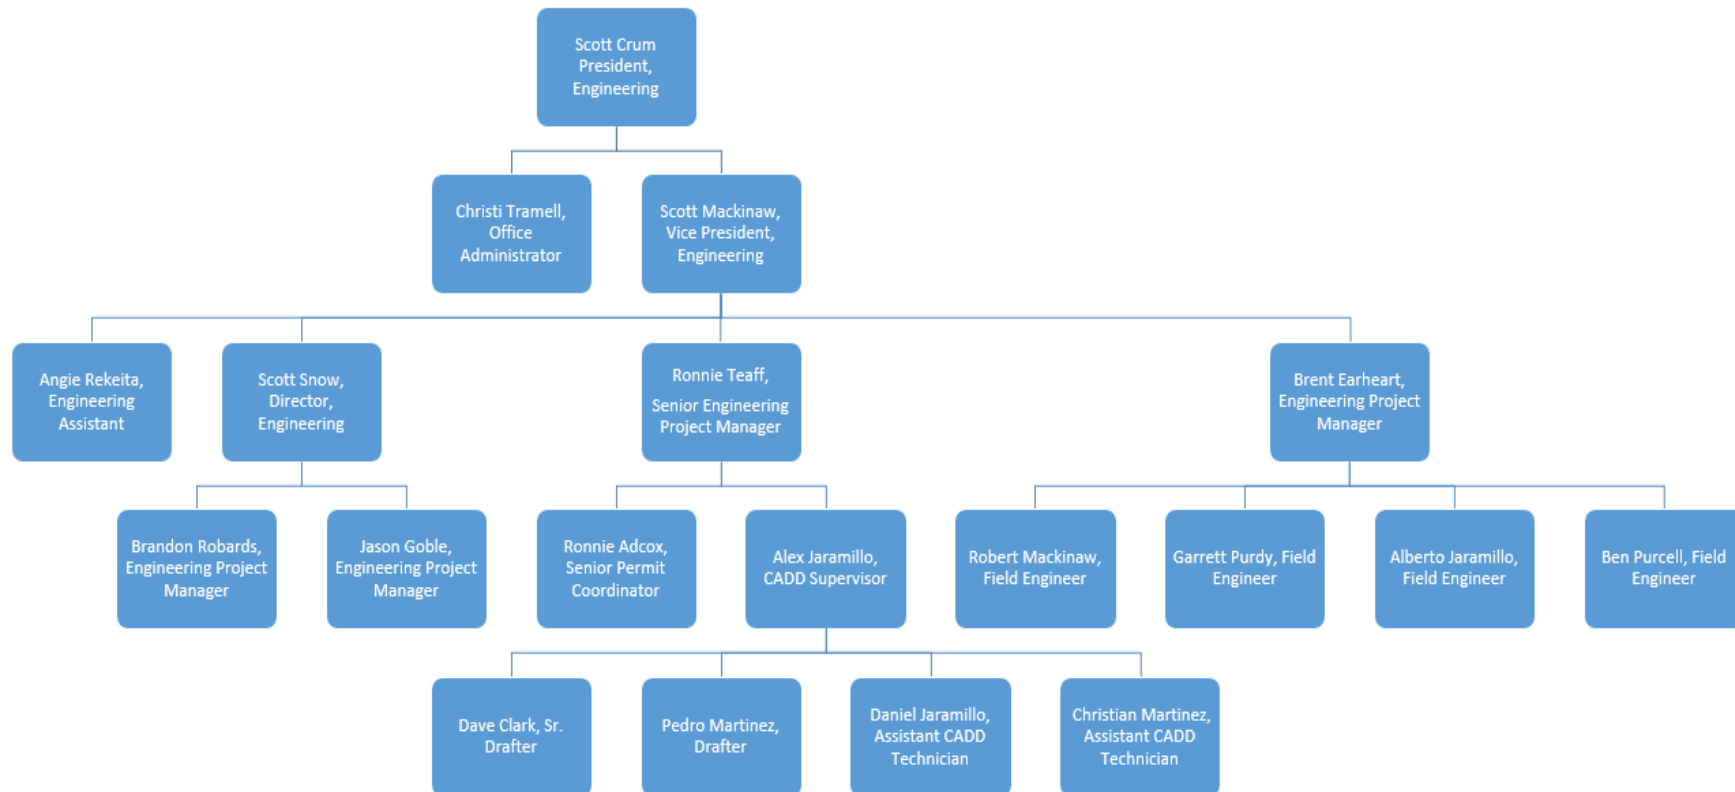 Scott Crum
President,
Engineering
Christi Tramell,
Office
Administrator
Scott Mackinaw,
Vice President,
Engineering
Angie Rekeita,
Engineering
Assistant
Scott Snow,
Director,
Engineering
Ronnie Teaff,
Senior Engineering
Project Manager
Brent Earheart,
Engineering Project
Manager
Brandon Robards,
Engineering Project
Manager
Jason Goble,
Engineering Project
Manager
Ronnie Adcox,
Senior Permit
Coordinator
Alex Jaramillo,
CADD Supervisor
Robert Mackinaw,
Field Engineer
Garrett Purdy, Field
Engineer
Alberto Jaramillo,
Field Engineer
Ben Purcell, Field
Engineer
Dave Clark, Sr.
Drafter
Pedro Martinez,
Drafter
Daniel Jaramillo,
Assistant CADD
Technician
Christian Martinez,
Assistant CADD
Technician